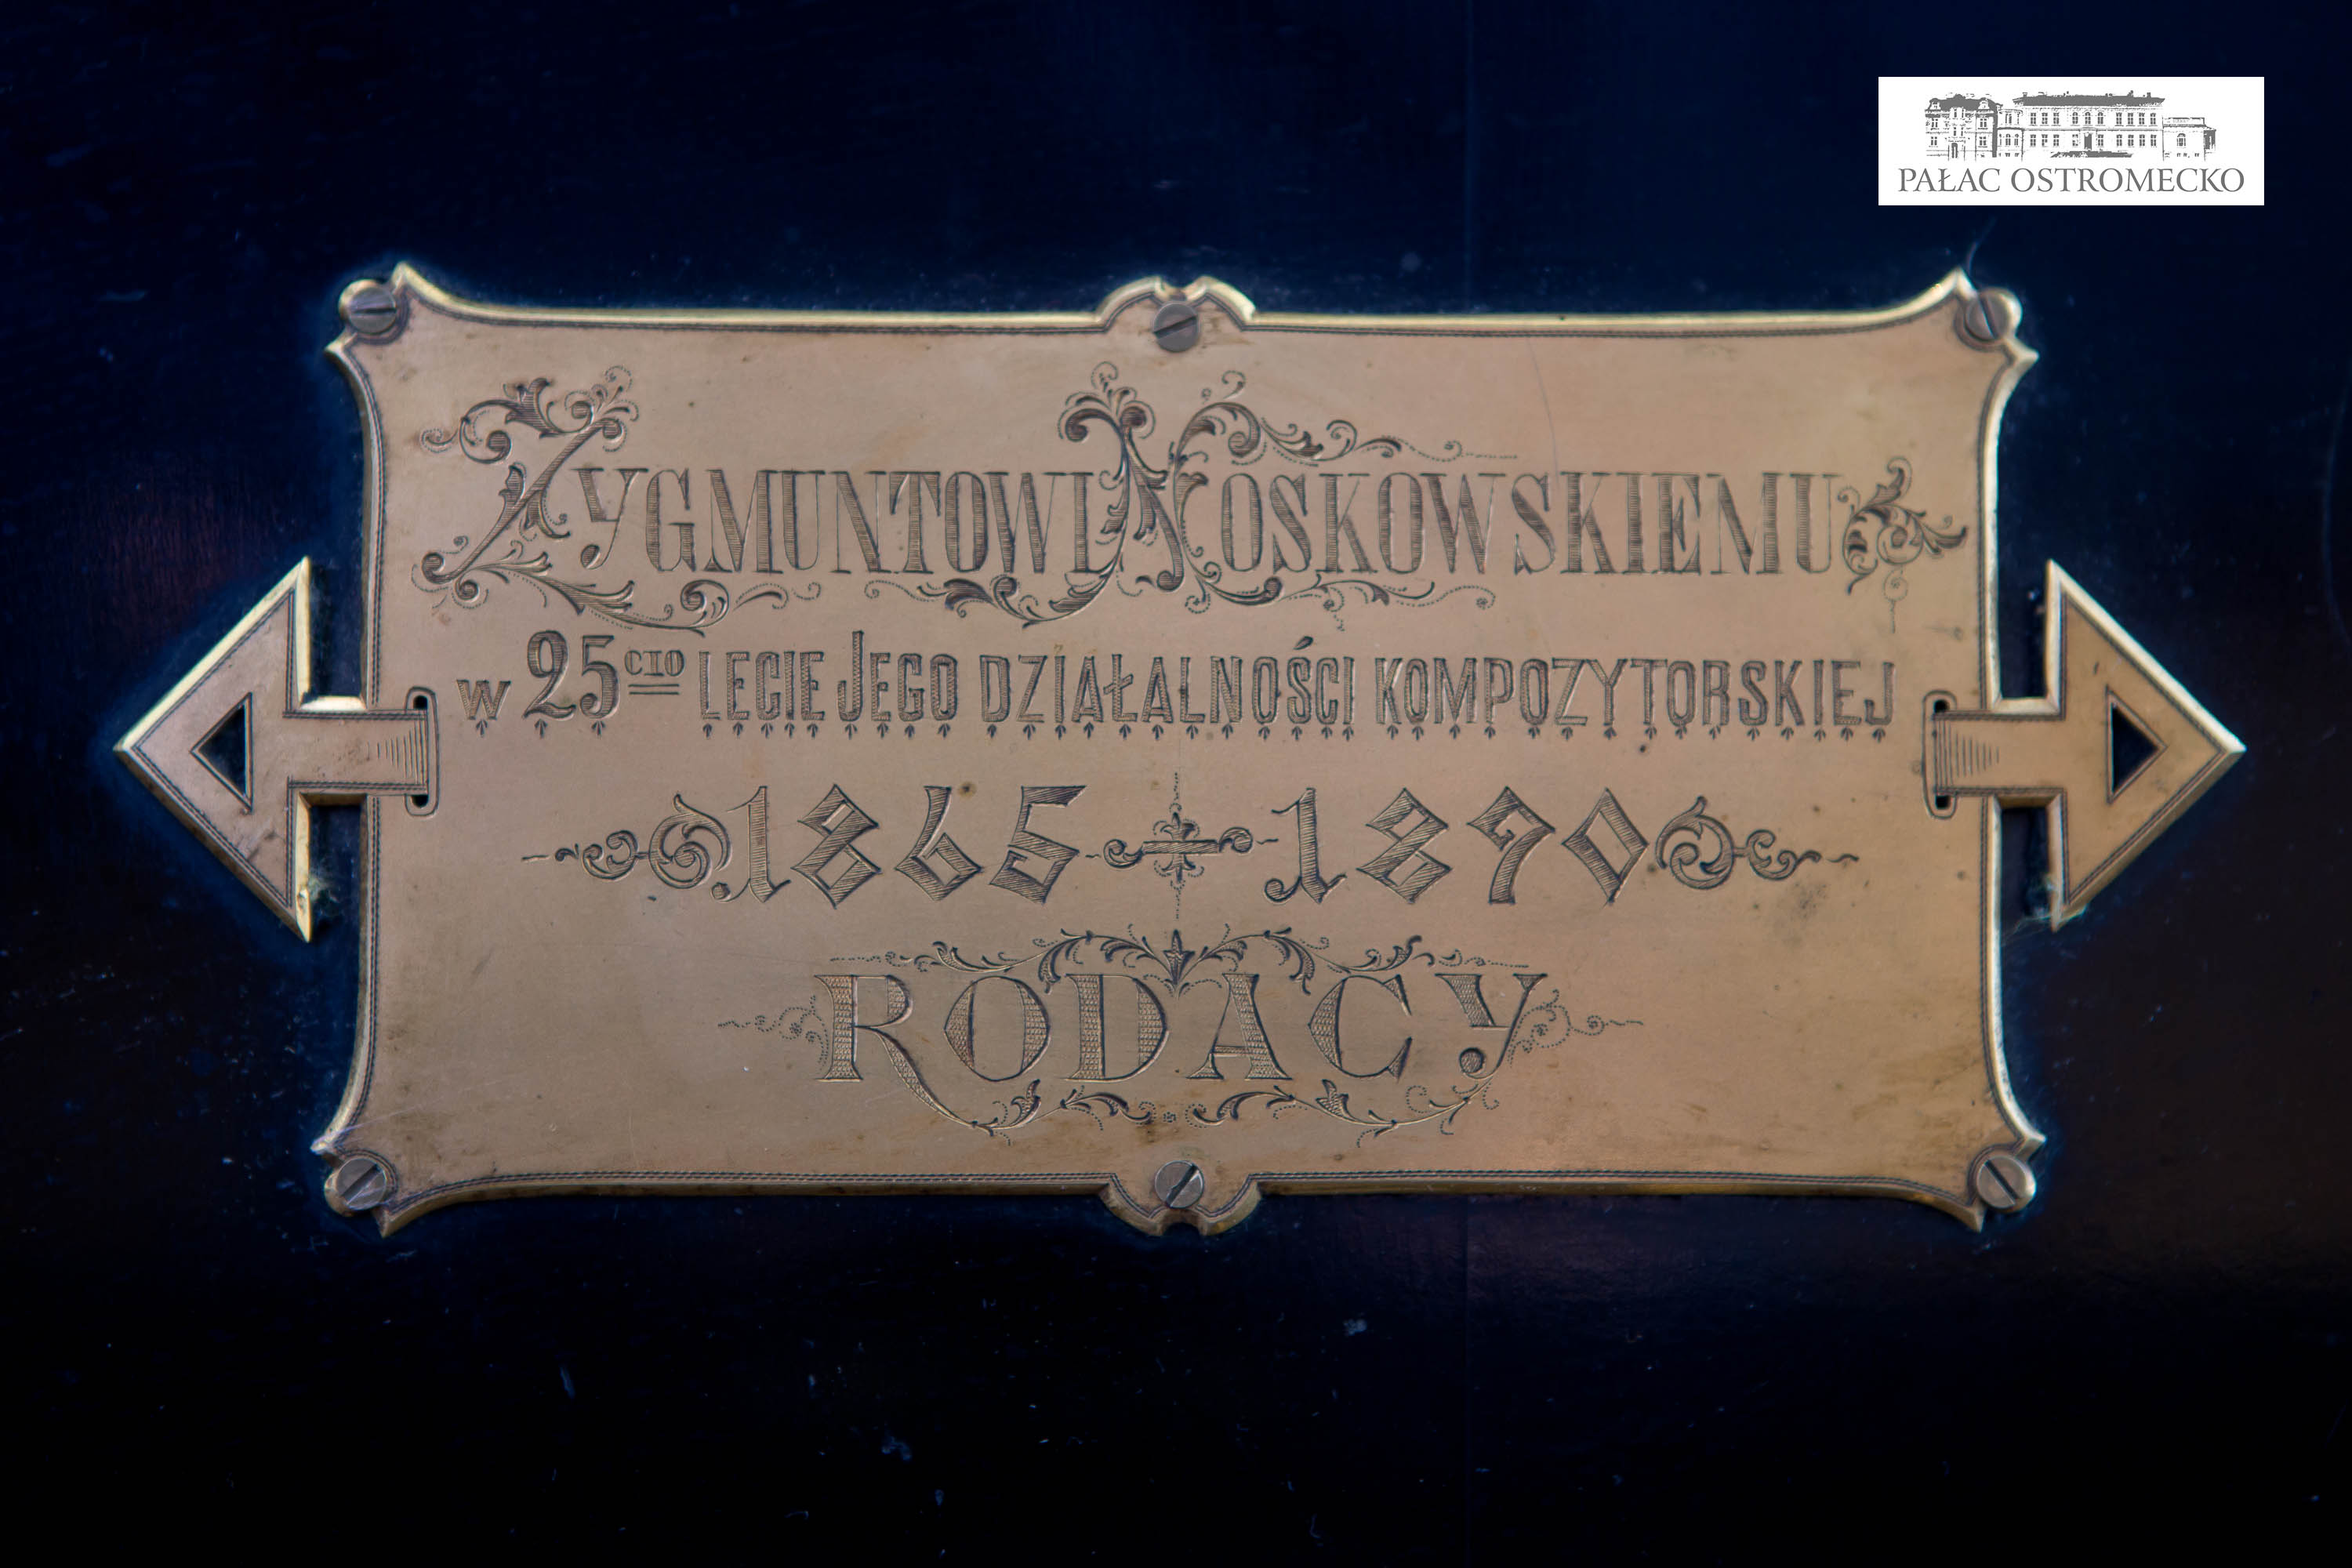 PAŁAC OSTROMECKO
ZYGMUNTOWI NOSKOWSKIEMU
W 25CIO LECIE JEGO DZIAŁALNOŚCI KOMPOZYTORSKIEJ
1865 1890
RODACY